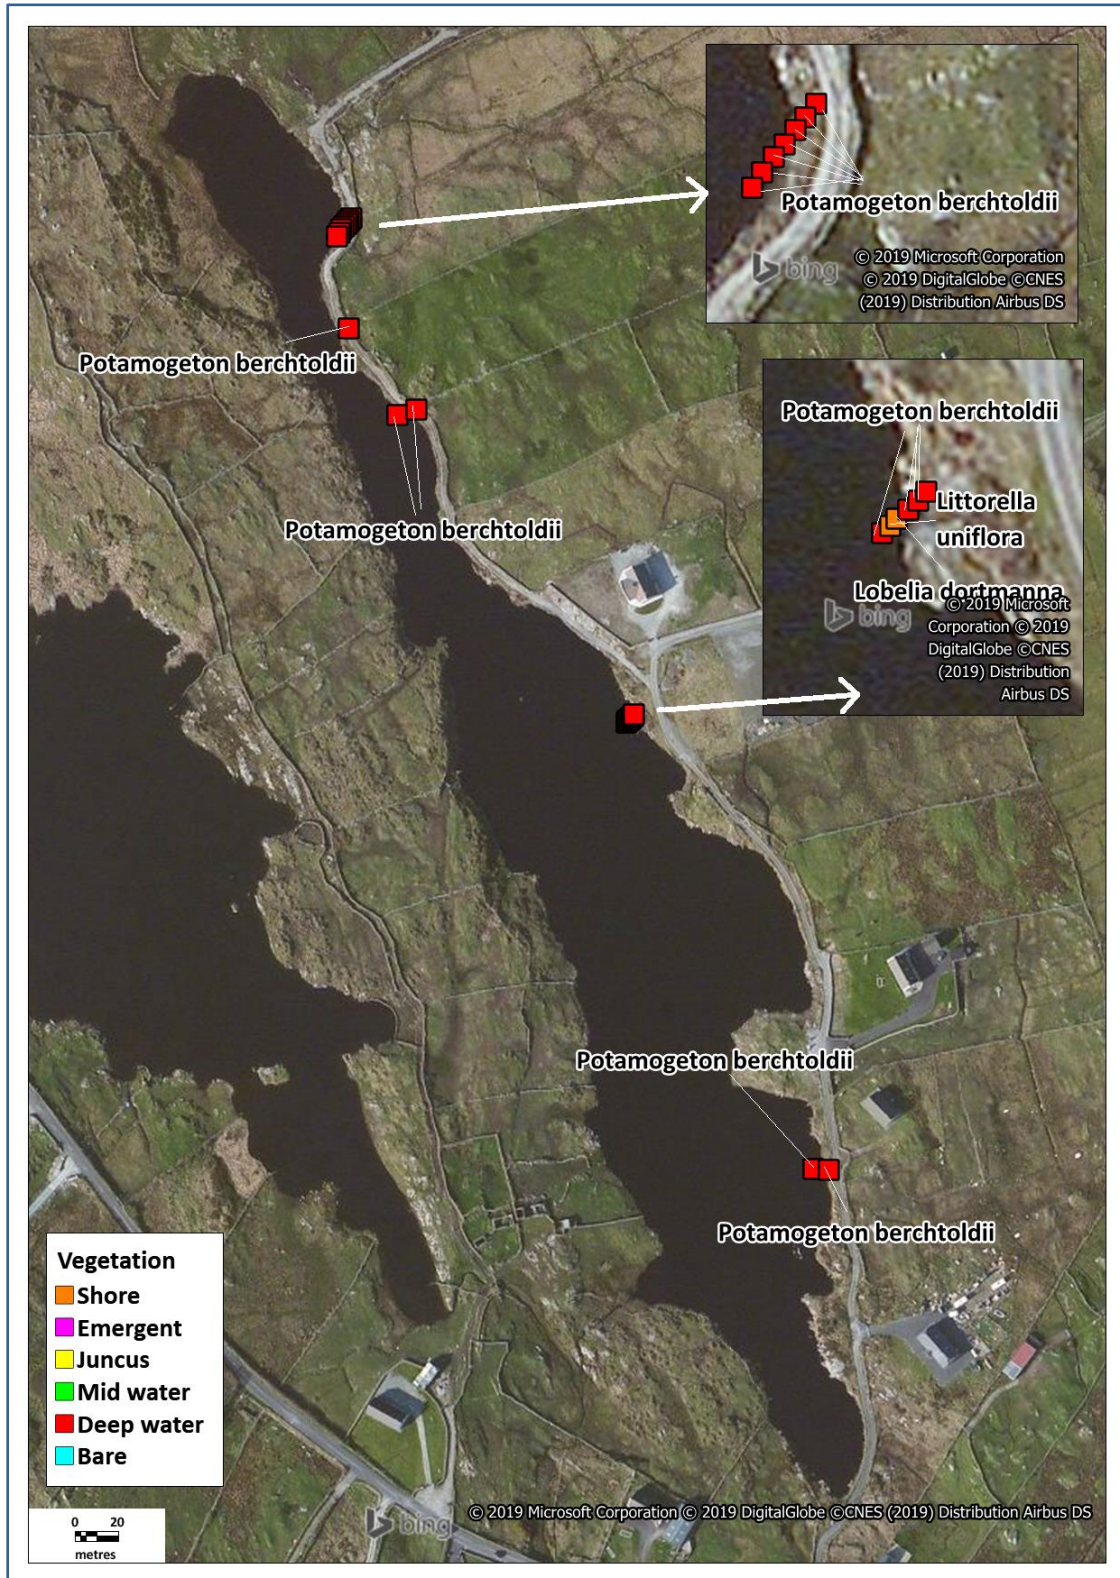 Potamogeton berchtoldii
bing
© 2019 Microsoft Corporation
© 2019 DigitalGlobe ©CNES
(2019) Distribution Airbus DS
Potamogeton berchtoldii
Potamogeton berchtoldii
Littorella
uniflora
Potamogeton berchtoldii
Lobelia dortmanna
bing
© 2019 Microsoft
Corporation © 2019
DigitalGlobe ©CNES
(2019) Distribution
Airbus DS
Potamogeton berchtoldii
Potamogeton berchtoldii
Vegetation
Shore
Emergent
Juncus
Mid water
Deep water
Bare
0 20
metres
bing
© 2019 Microsoft Corporation © 2019 DigitalGlobe ©CNES (2019) Distribution Airbus DS